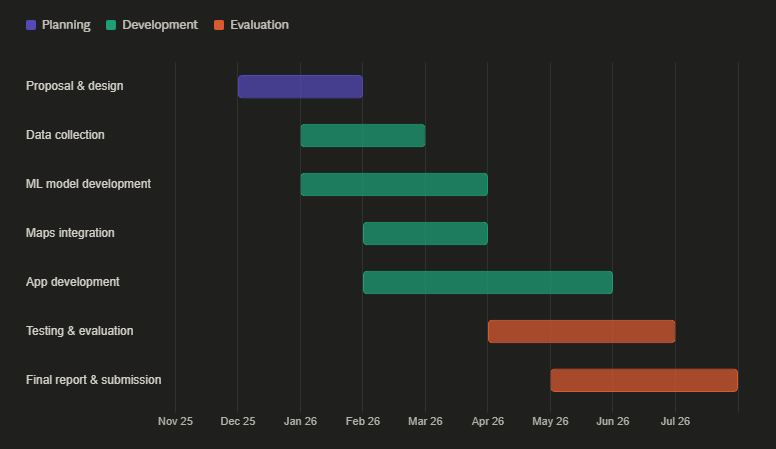 Planning Development Evaluation
Proposal & design
Data collection
ML model development
Maps integration
App development
Testing & evaluation
Final report & submission
Nov 25 Dec 25 Jan 26 Feb 26 Mar 26 Apr 26 May 26 Jun 26 Jul 26